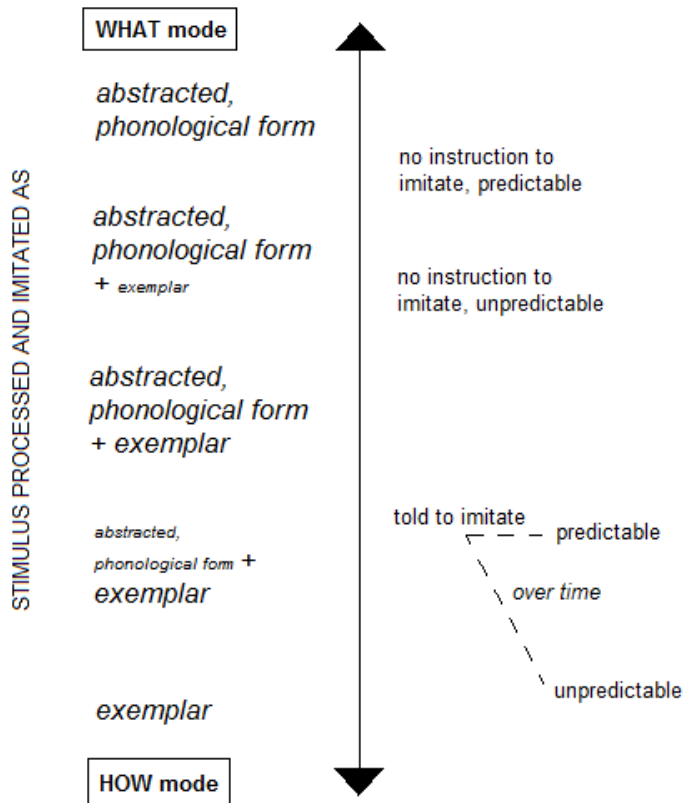 WHAT mode
STIMULUS PROCESSED AND IMITATED AS
abstracted,
phonological form
no instruction to
imitate, predictable
abstracted,
phonological form
+ exemplar
no instruction to
imitate, unpredictable
abstracted,
phonological form
+ exemplar
abstracted,
phonological form +
exemplar
told to imitate
predictable
over time
unpredictable
exemplar
HOW mode